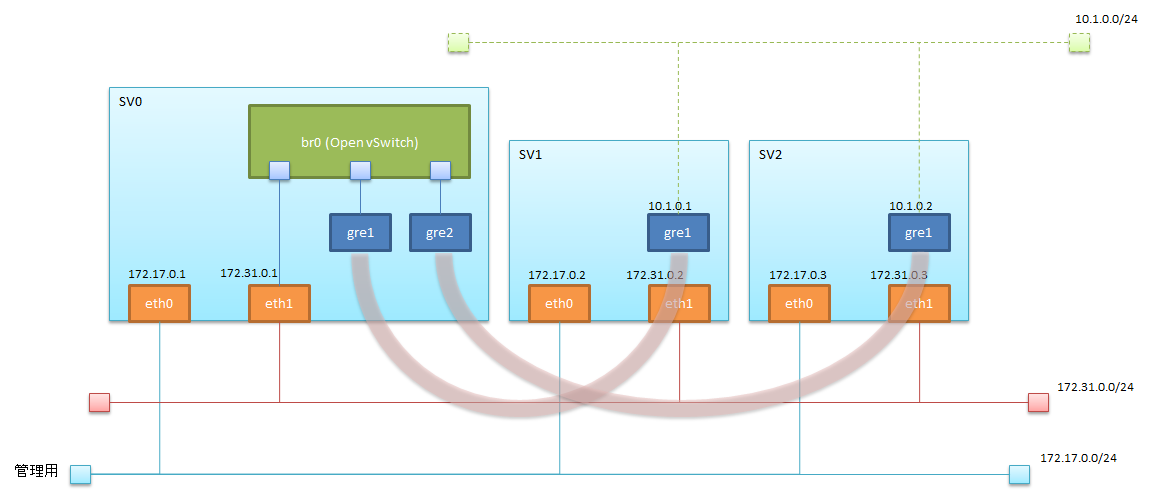 10.1.0.0/24
SV0
br0 (Open vSwitch)
SV1
SV2
10.1.0.1
10.1.0.2
gre1
gre2
gre1
gre1
172.17.0.1
172.31.0.1
172.17.0.2
172.31.0.2
172.17.0.3
172.31.0.3
eth0
eth1
eth0
eth1
eth0
eth1
172.31.0.0/24
172.17.0.0/24
管理用